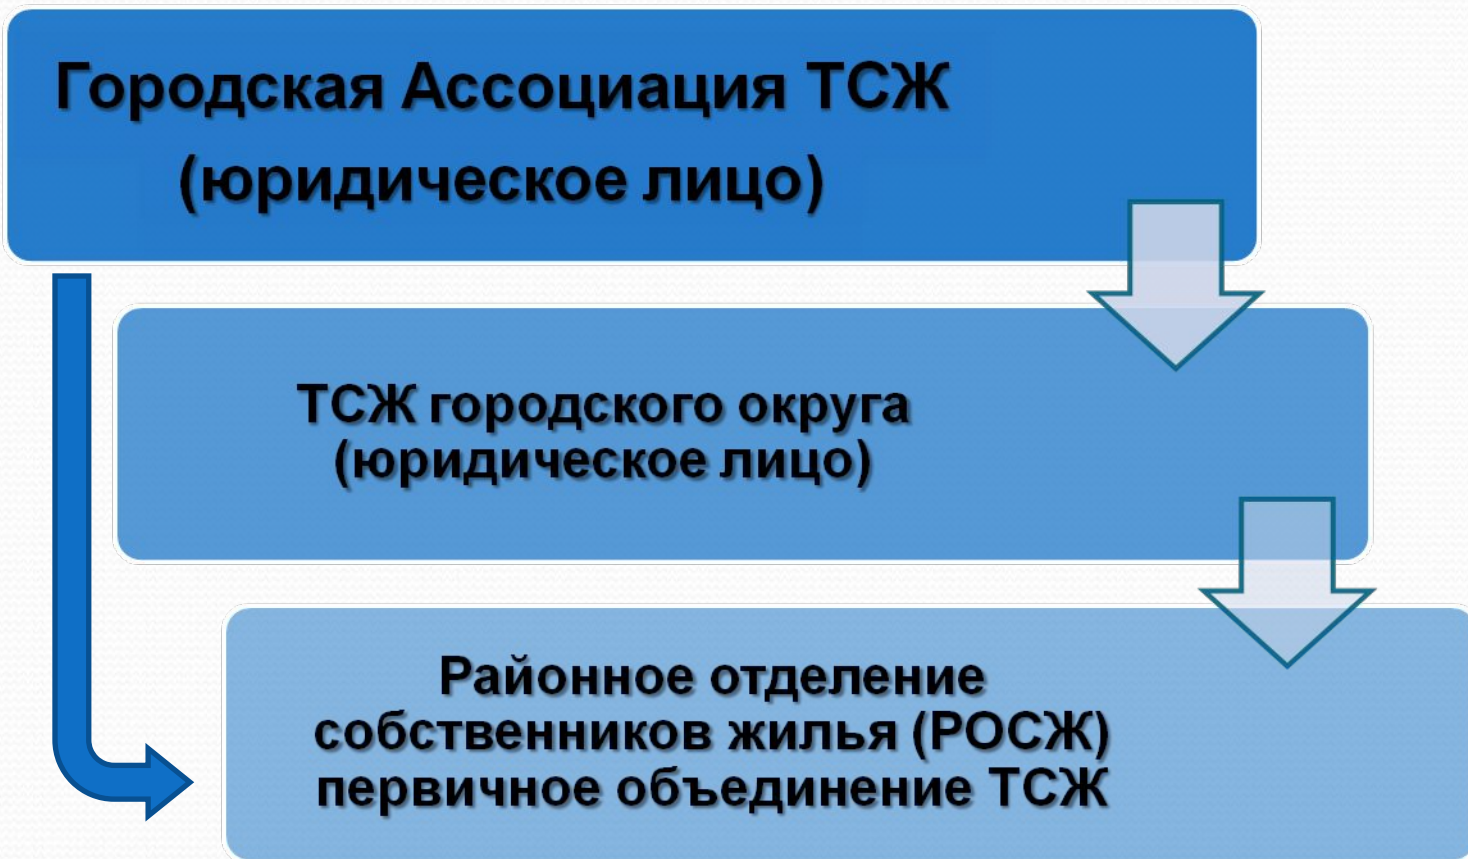 Городская Ассоциация ТСЖ
(юридическое лицо)
ТСЖ городского округа
(юридическое лицо)
Районное отделение
собственников жилья (РОСЖ)
первичное объединение ТСЖ